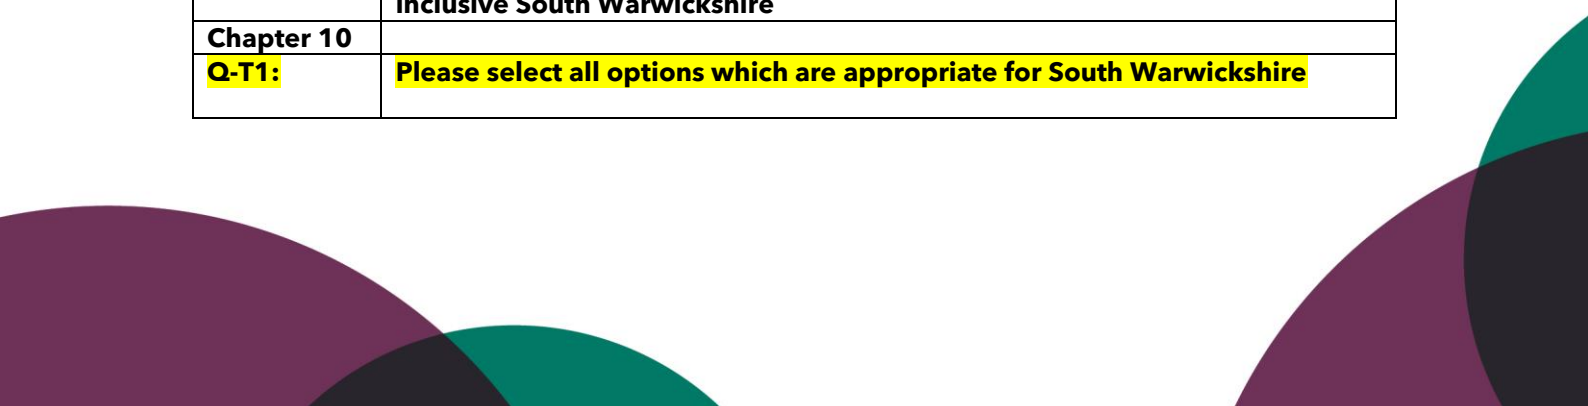 inclusive South Warwickshire
Chapter 10
Q-T1: Please select all options which are appropriate for South Warwickshire